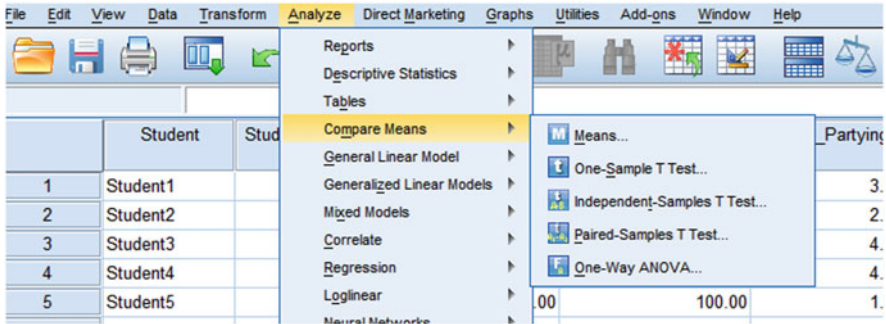 File Edit View Data Transform Analyze Direct Marketing Graphs Utilities Add-ons Window Help
Reports
Descriptive Statistics
Tables
Compare Means
General Linear Model
Generalized Linear Models
Mixed Models
Correlate
Regression
Loglinear
Neural Networks
Means...
One-Sample T Test...
Independent-Samples T Test...
Paired-Samples T Test...
One-Way ANOVA...
Student Stud _Partying
1 Student1 3.
2 Student2 2.
3 Student3 4.
4 Student4 4.
5 Student5 .00 100.00 1.